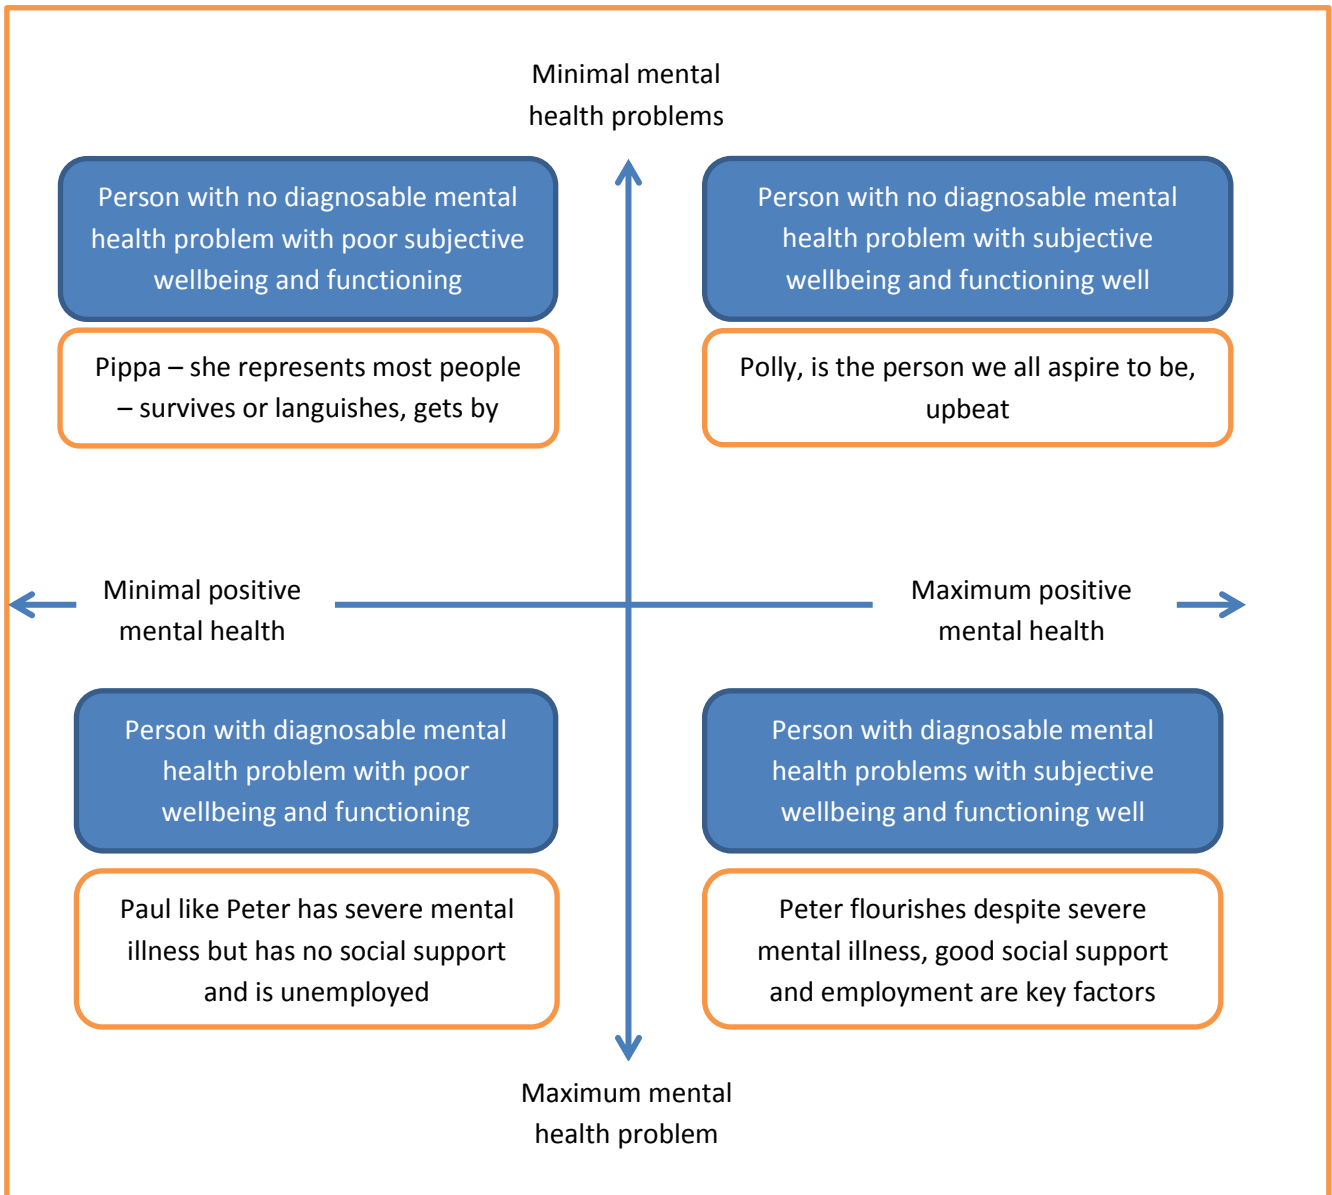 Minimal mental
health problems
Person with no diagnosable mental
health problem with poor subjective
wellbeing and functioning
Person with no diagnosable mental
health problem with subjective
wellbeing and functioning well
Pippa – she represents most people
– survives or languishes, gets by
Polly, is the person we all aspire to be,
upbeat
Minimal positive
mental health
Maximum positive
mental health
Person with diagnosable mental
health problem with poor
wellbeing and functioning
Person with diagnosable mental
health problems with subjective
wellbeing and functioning well
Paul like Peter has severe mental
illness but has no social support
and is unemployed
Peter flourishes despite severe
mental illness, good social support
and employment are key factors
Maximum mental
health problem